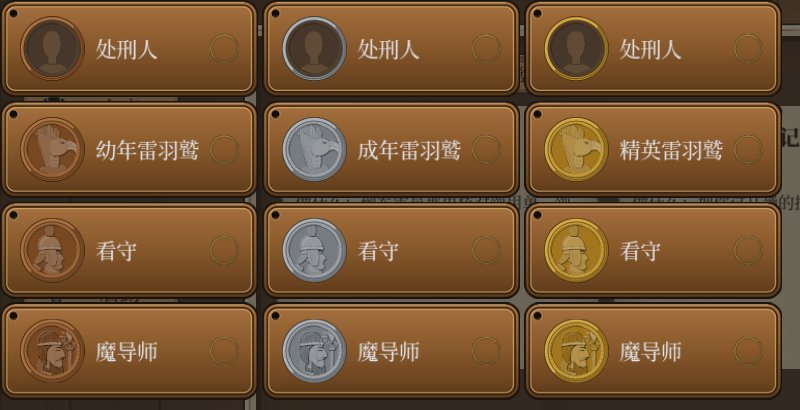 处刑人
处刑人
处刑人
幼年雷羽鹫
成年雷羽鹫
精英雷羽鹫
看守
看守
看守
魔导师
魔导师
魔导师
记